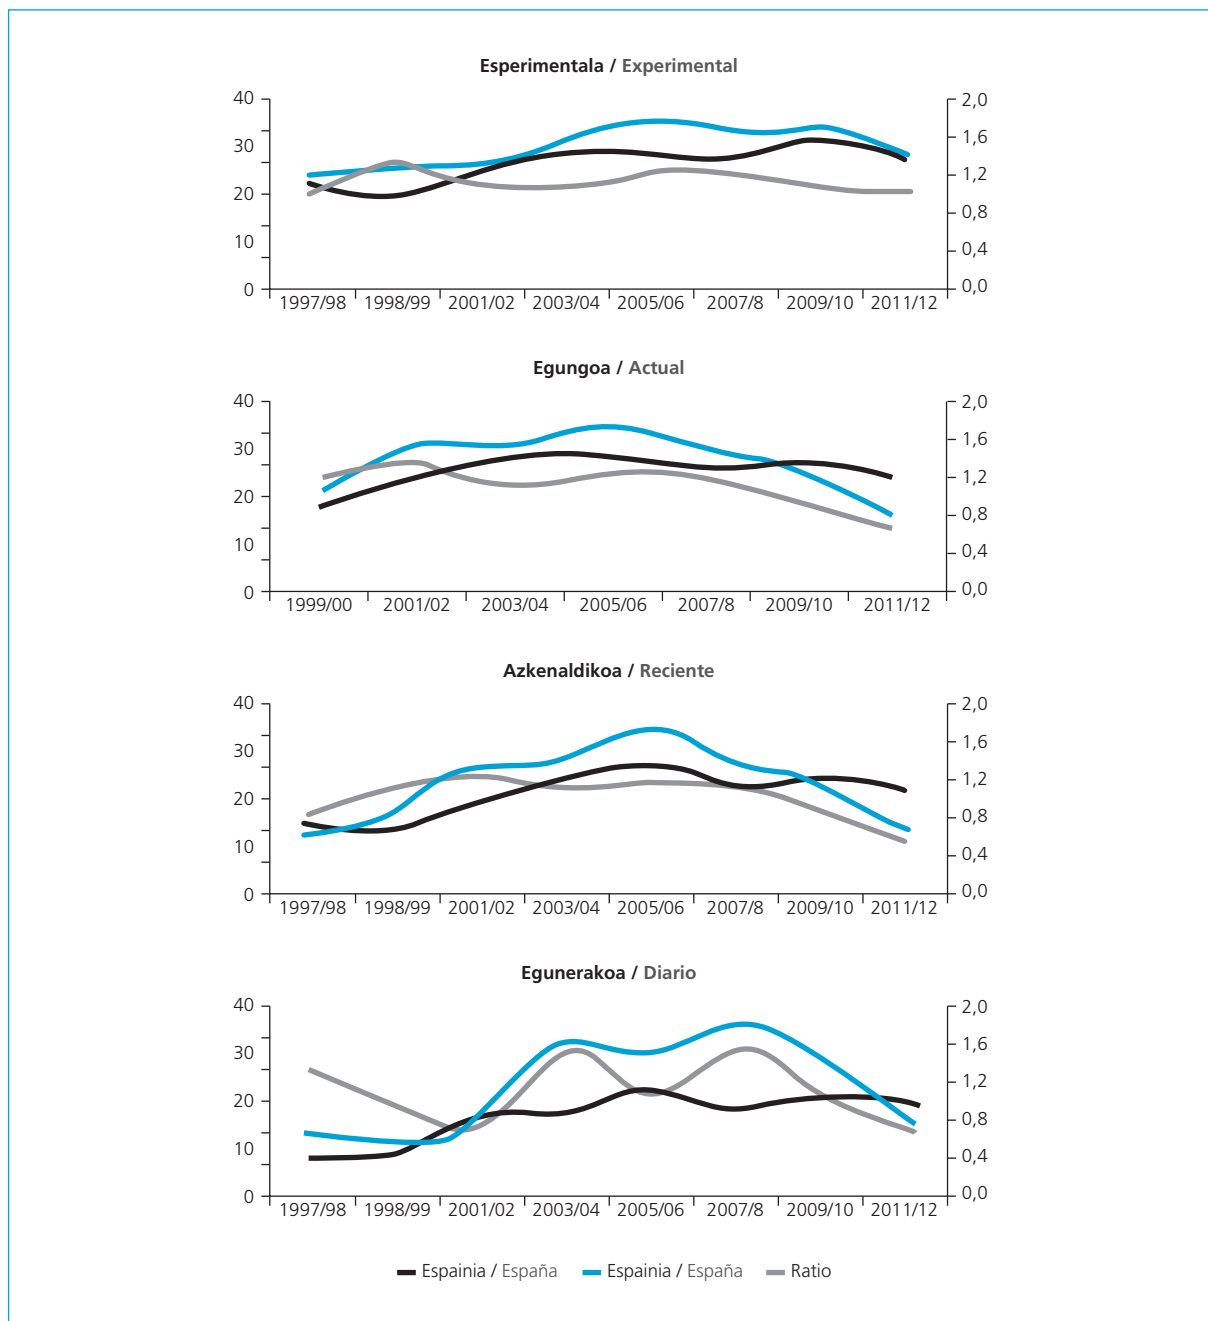 Esperimentala / Experimental
40 2,0
30 1,6
20 1,2
10 0,8
0 0,4
0,0
1997/98 1998/99 2001/02 2003/04 2005/06 2007/8 2009/10 2011/12
Egungoa / Actual
40 2,0
30 1,6
20 1,2
10 0,8
0 0,4
0,0
1999/00 2001/02 2003/04 2005/06 2007/8 2009/10 2011/12
Azkenaldikoa / Reciente
40 2,0
30 1,6
20 1,2
10 0,8
0 0,4
0,0
1997/98 1998/99 2001/02 2003/04 2005/06 2007/8 2009/10 2011/12
Egunerakoa / Diario
40 2,0
30 1,6
20 1,2
10 0,8
0 0,4
0,0
1997/98 1998/99 2001/02 2003/04 2005/06 2007/8 2009/10 2011/12
Espainia / España Espainia / España Ratio